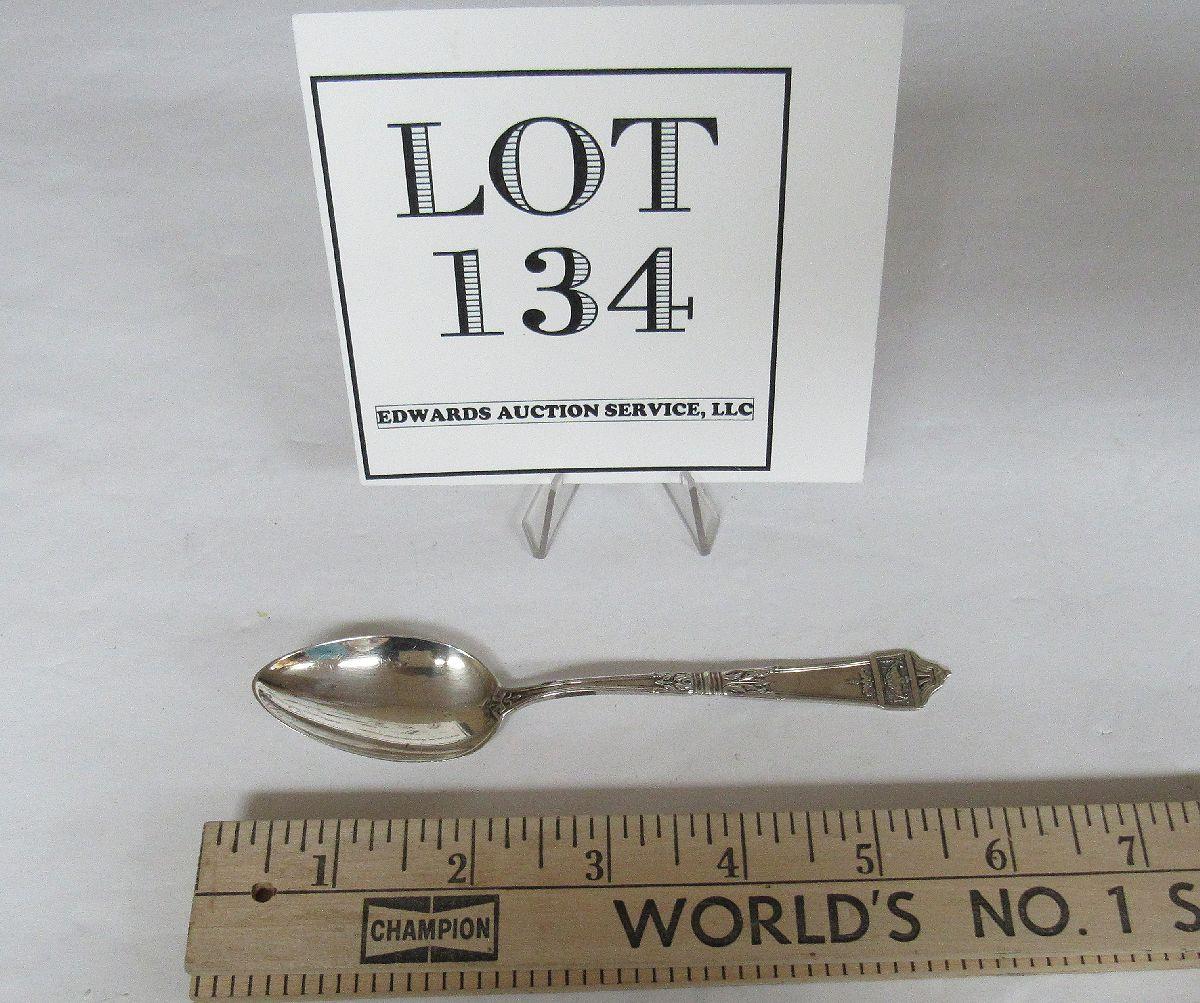 LOT
134
EDWARDS AUCTION SERVICE, LLC
1 2 3 4 5 6 7
CHAMPION
WORLD'S NO. 1 S